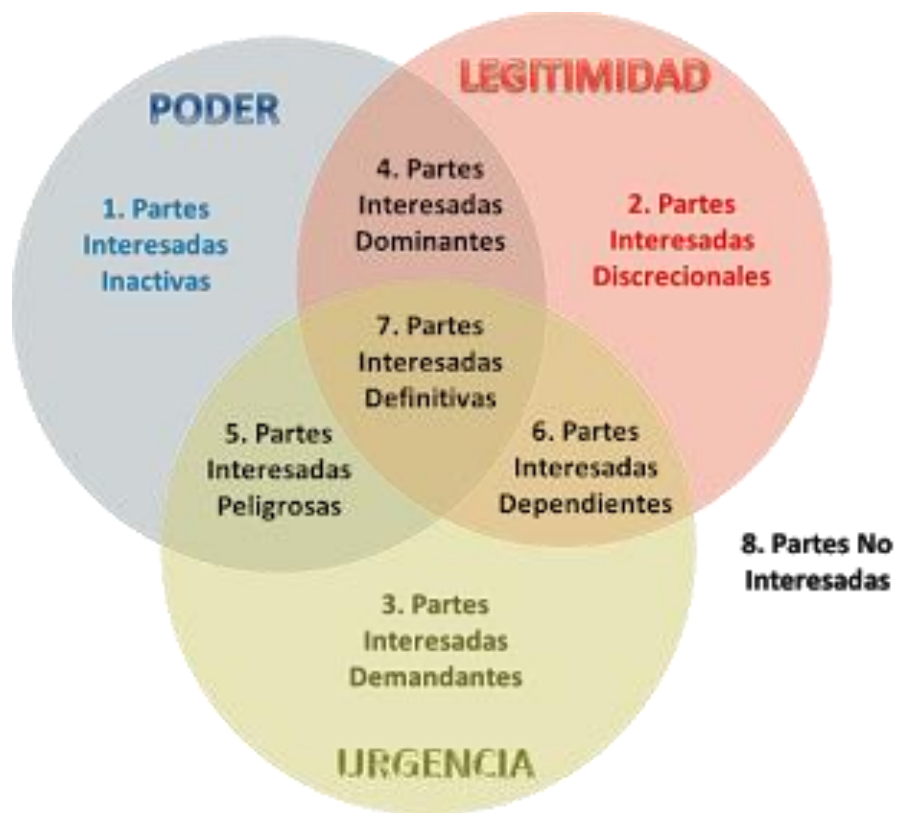 PODER
LEGITIMIDAD
1. Partes
Interesadas
Inactivas
4. Partes
Interesadas
Dominantes
2. Partes
Interesadas
Discrecionales
7. Partes
Interesadas
Definitivas
5. Partes
Interesadas
Peligrosas
6. Partes
Interesadas
Dependientes
8. Partes No
Interesadas
3. Partes
Interesadas
Demandantes
URGENCIA